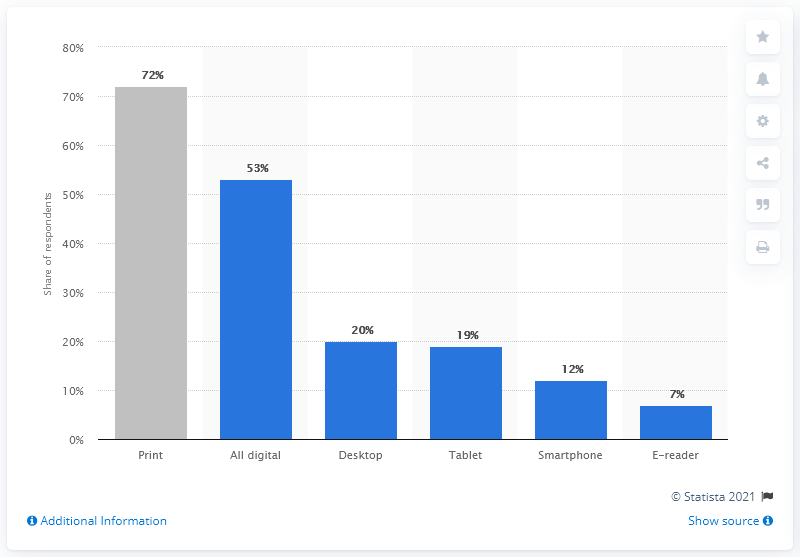 80%
70%
60%
50%
40%
30%
20%
10%
0%
Share of respondents
72%
53%
20%
19%
12%
7%
Print
All digital
Desktop
Tablet
Smartphone
E-reader
© Statista 2021
Additional Information
Show source